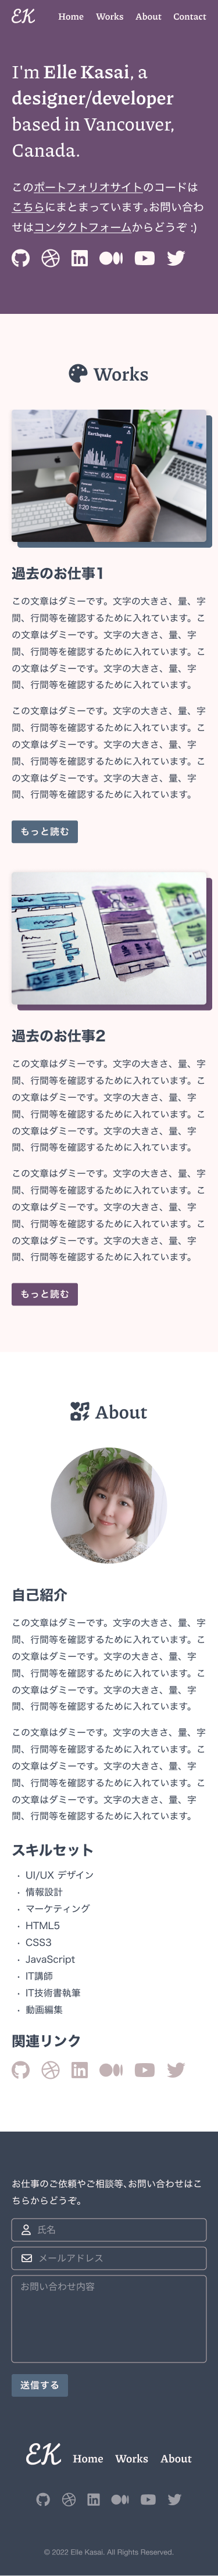 EK Home Works About Contact
I'm Elle Kasai, a
designer/developer
based in Vancouver,
Canada.
このポートフォリオサイトのコードは
こちらにまとまっています。お問い合わ
せはコンタクトフォームからどうぞ :)
Works
Earthquake
過去のお仕事1
この文章はダミーです。文字の大きさ、量、字
間、行間等を確認するために入れています。こ
の文章はダミーです。文字の大きさ、量、字
間、行間等を確認するために入れています。こ
の文章はダミーです。文字の大きさ、量、字
間、行間等を確認するために入れています。
この文章はダミーです。文字の大きさ、量、字
間、行間等を確認するために入れています。こ
の文章はダミーです。文字の大きさ、量、字
間、行間等を確認するために入れています。こ
の文章はダミーです。文字の大きさ、量、字
間、行間等を確認するために入れています。
もっと読む
過去のお仕事2
この文章はダミーです。文字の大きさ、量、字
間、行間等を確認するために入れています。こ
の文章はダミーです。文字の大きさ、量、字
間、行間等を確認するために入れています。こ
の文章はダミーです。文字の大きさ、量、字
間、行間等を確認するために入れています。
この文章はダミーです。文字の大きさ、量、字
間、行間等を確認するために入れています。こ
の文章はダミーです。文字の大きさ、量、字
間、行間等を確認するために入れています。こ
の文章はダミーです。文字の大きさ、量、字
間、行間等を確認するために入れています。
もっと読む
About
自己紹介
この文章はダミーです。文字の大きさ、量、字
間、行間等を確認するために入れています。こ
の文章はダミーです。文字の大きさ、量、字
間、行間等を確認するために入れています。こ
の文章はダミーです。文字の大きさ、量、字
間、行間等を確認するために入れています。
この文章はダミーです。文字の大きさ、量、字
間、行間等を確認するために入れています。こ
の文章はダミーです。文字の大きさ、量、字
間、行間等を確認するために入れています。こ
の文章はダミーです。文字の大きさ、量、字
間、行間等を確認するために入れています。
スキルセット
・ UI/UX デザイン
・ 情報設計
・ マーケティング
・ HTML5
・ CSS3
・ JavaScript
・ IT講師
・ IT技術書執筆
・ 動画編集
関連リンク
お仕事のご依頼やご相談等、お問い合わせはこ
ちらからどうぞ。
氏名
メールアドレス
お問い合わせ内容
送信する
EK Home Works About
© 2022 Elle Kasai. All Rights Reserved.